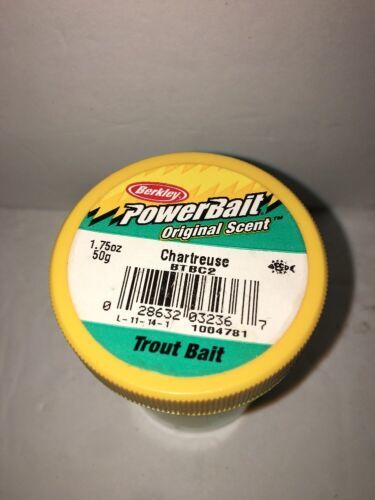 Berkley
PowerBait
Original Scent™
1.75oz
50g
Chartreuse
BTBC2
0 28632 03236 7
L-11-14-1
1004781
Trout Bait